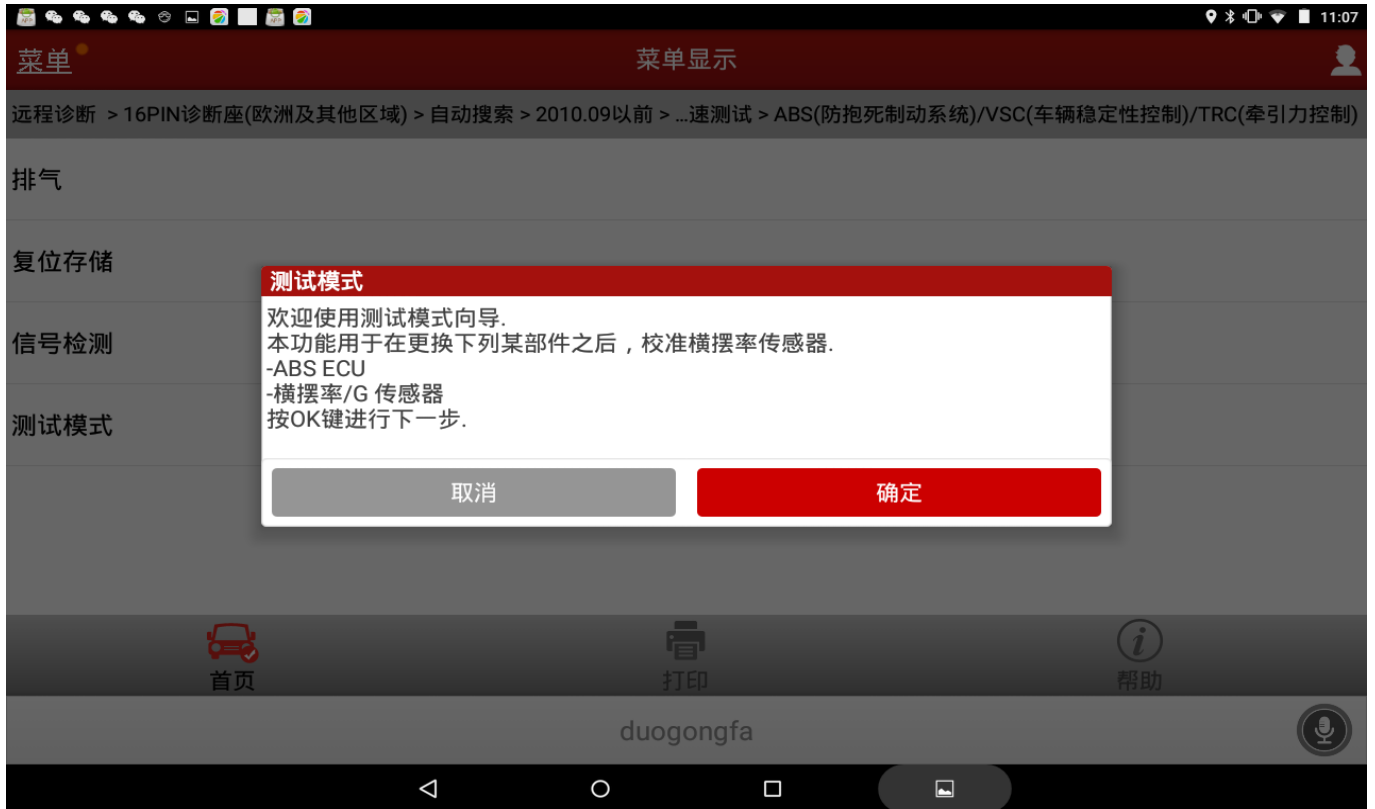 11:07
菜单
菜单显示
远程诊断 >16PIN诊断座(欧洲及其他区域) > 自动搜索 > 2010.09以前 > ...速测试 > ABS(防抱死制动系统)/VSC(车辆稳定性控制)/TRC(牵引力控制)
排气
复位存储
信号检测
测试模式
测试模式
欢迎使用测试模式向导.
本功能用于在更换下列某部件之后，校准横摆率传感器.
-ABS ECU
-横摆率/G 传感器
按OK键进行下一步.
取消
确定
首页
打印
帮助
duogongfa